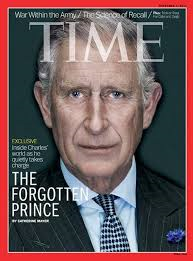 War Within the Army / The Science of Recall /
Plus:
TIME
EXCLUSIVE
Inside Charles'
world as he
quietly takes
charge
THE
FORGOTTEN
PRINCE
BY CATHERINE MAYER